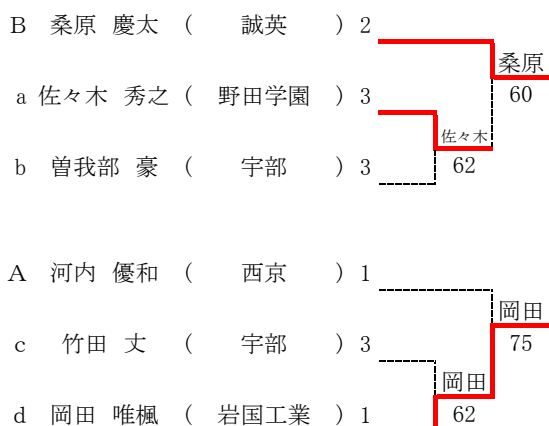 B 桑原 慶太 ( 誠英 ) 2
桑原
60
a 佐々木 秀之 ( 野田学園 ) 3
佐々木
62
b 曽我部 豪 ( 宇部 ) 3
A 河内 優和 ( 西京 ) 1
岡田
75
c 竹田 丈 ( 宇部 ) 3
岡田
62
d 岡田 唯楓 ( 岩国工業 ) 1